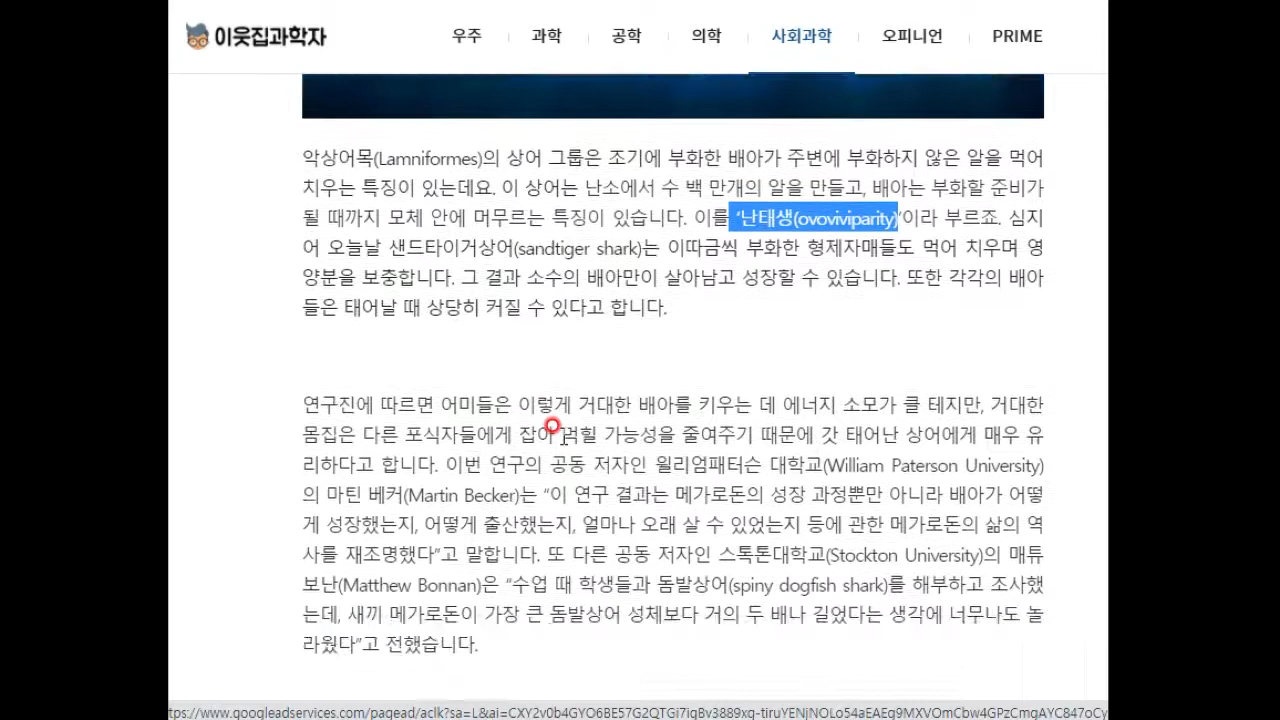 이웃집과학자
우주 과학 공학 의학 사회과학 오피니언 PRIME
악상어목(Lamniformes)의 상어 그룹은 조기에 부화한 배아가 주변에 부화하지 않은 알을 먹어
치우는 특징이 있는데요. 이 상어는 난소에서 수 백 만개의 알을 만들고, 배아는 부화할 준비가
될 때까지 모체 안에 머무르는 특징이 있습니다. 이를 ‘난태생(ovoviviparity)’이라 부르죠. 심지
어 오늘날 샌드타이거상어(sandtiger shark)는 이따금씩 부화한 형제자매들도 먹어 치우며 영
양분을 보충합니다. 그 결과 소수의 배아만이 살아남고 성장할 수 있습니다. 또한 각각의 배아
들은 태어날 때 상당히 커질 수 있다고 합니다.
연구진에 따르면 어미들은 이렇게 거대한 배아를 키우는 데 에너지 소모가 클 테지만, 거대한
몸집은 다른 포식자들에게 잡아 먹힐 가능성을 줄여주기 때문에 갓 태어난 상어에게 매우 유
리하다고 합니다. 이번 연구의 공동 저자인 윌리엄패터슨 대학교(William Paterson University)
의 마틴 베커(Martin Becker)는 “이 연구 결과는 메가로돈의 성장 과정뿐만 아니라 배아가 어떻
게 성장했는지, 어떻게 출산했는지, 얼마나 오래 살 수 있었는지 등에 관한 메가로돈의 삶의 역
사를 재조명했다”고 말합니다. 또 다른 공동 저자인 스톡톤대학교(Stockton University)의 매튜
보난(Matthew Bonnan)은 “수업 때 학생들과 돔발상어(spiny dogfish shark)를 해부하고 조사했
는데, 새끼 메가로돈이 가장 큰 돔발상어 성체보다 거의 두 배나 길었다는 생각에 너무나도 놀
라웠다”고 전했습니다.